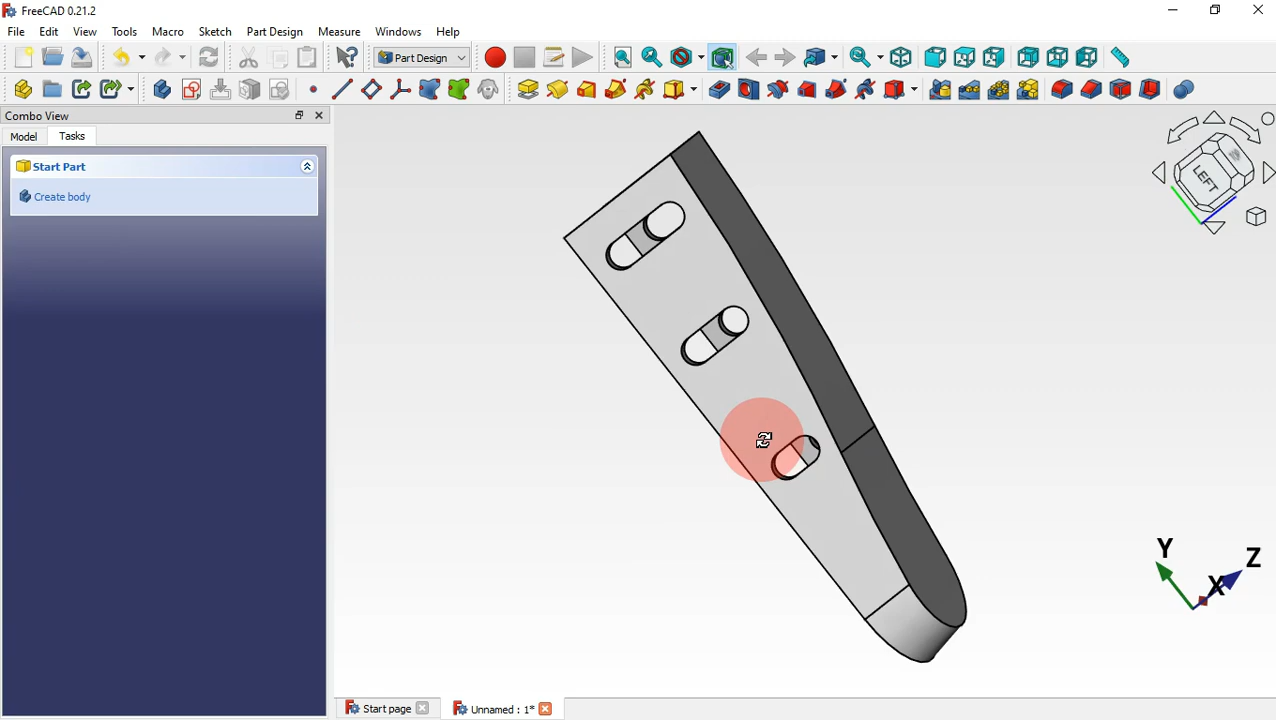 FreeCAD 0.21.2
File Edit View Tools Macro Sketch Part Design Measure Windows Help
Part Design
Combo View
Model Tasks
Start Part
Create body
LEFT
Y
Z
X
Start page
Unnamed : 1*